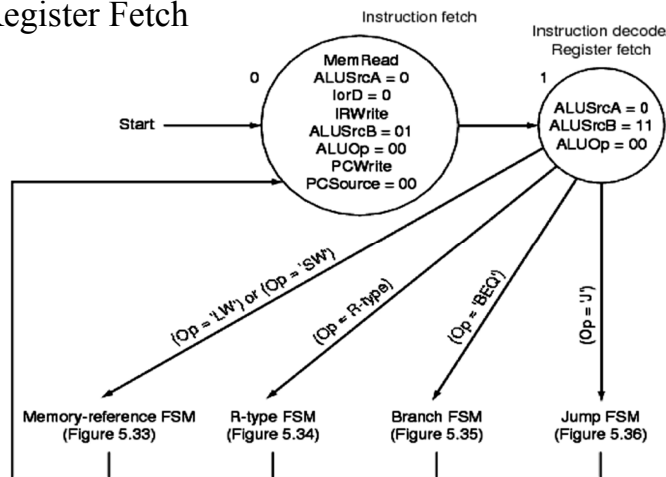 Register Fetch
Instruction fetch
Instruction decode
Register fetch
0
MemRead
ALUSrcA = 0
IorD = 0
IRWrite
ALUSrcB = 01
ALUOp = 00
PCWrite
PCSource = 00
1
ALUSrcA = 0
ALUSrcB = 11
ALUOp = 00
Start
(Op = 'LW') or (Op = 'SW')
(Op = R-type)
(Op = 'BEQ')
(Op = 'J')
Memory-reference FSM
(Figure 5.33)
R-type FSM
(Figure 5.34)
Branch FSM
(Figure 5.35)
Jump FSM
(Figure 5.36)